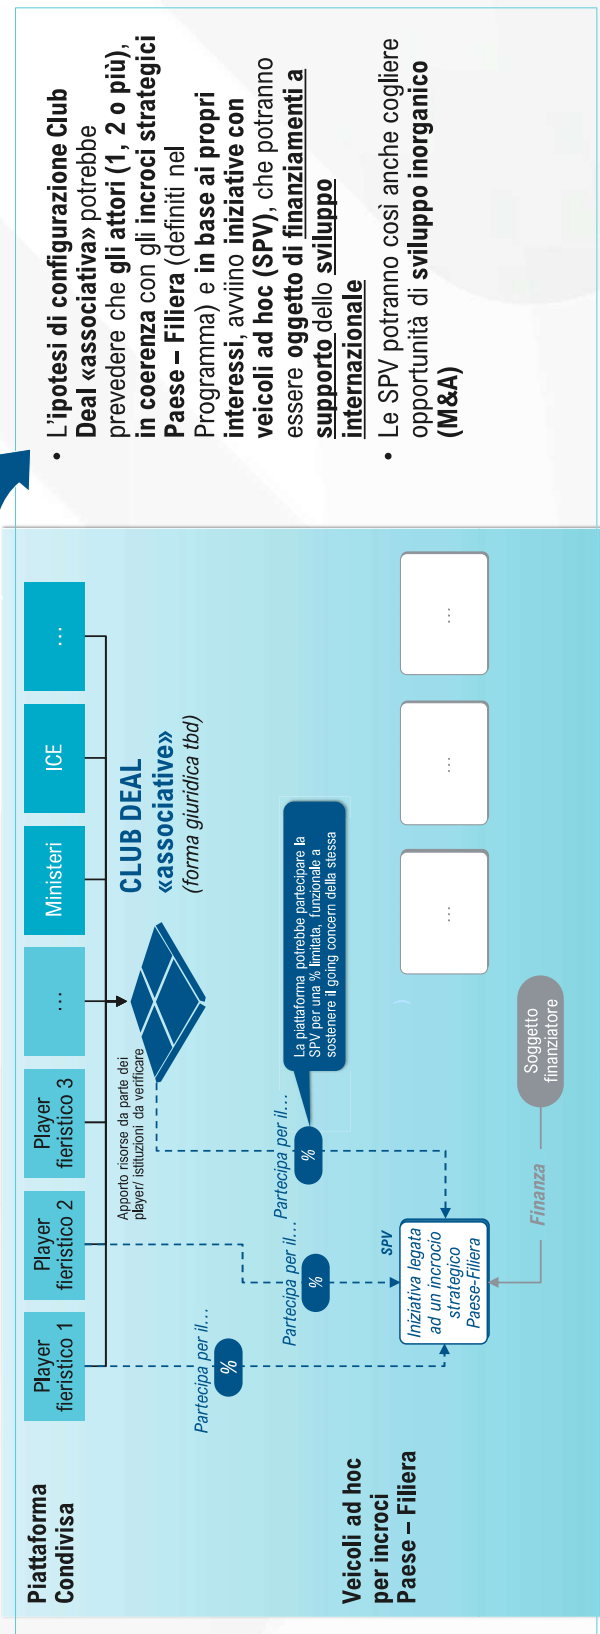 Piattaforma
Condivisa
Player
fieristico 1
Player
fieristico 2
Player
fieristico 3
...
Ministeri
ICE
...
Apporto risorse da parte dei
player/ istituzioni da verificare
CLUB DEAL
«associative»
(forma giuridica tbd)
Partecipa per il...
%
Partecipa per il...
%
Partecipa per il...
%
La piattaforma potrebbe partecipare la
SPV per una % limitata, funzionale a
sostenere il going concern della stessa
Veicoli ad hoc
per incroci
Paese – Filiera
SPV
Iniziativa legata
ad un incrocio
strategico
Paese-Filiera
...
...
...
Finanza
Soggetto
finanziatore
• L'ipotesi di configurazione Club
Deal «associativa» potrebbe
prevedere che gli attori (1, 2 o più),
in coerenza con gli incroci strategici
Paese – Filiera (definiti nel
Programma) e in base ai propri
interessi, avviino iniziative con
veicoli ad hoc (SPV), che potranno
essere oggetto di finanziamenti a
supporto dello sviluppo
internazionale
• Le SPV potranno così anche cogliere
opportunità di sviluppo inorganico
(M&A)